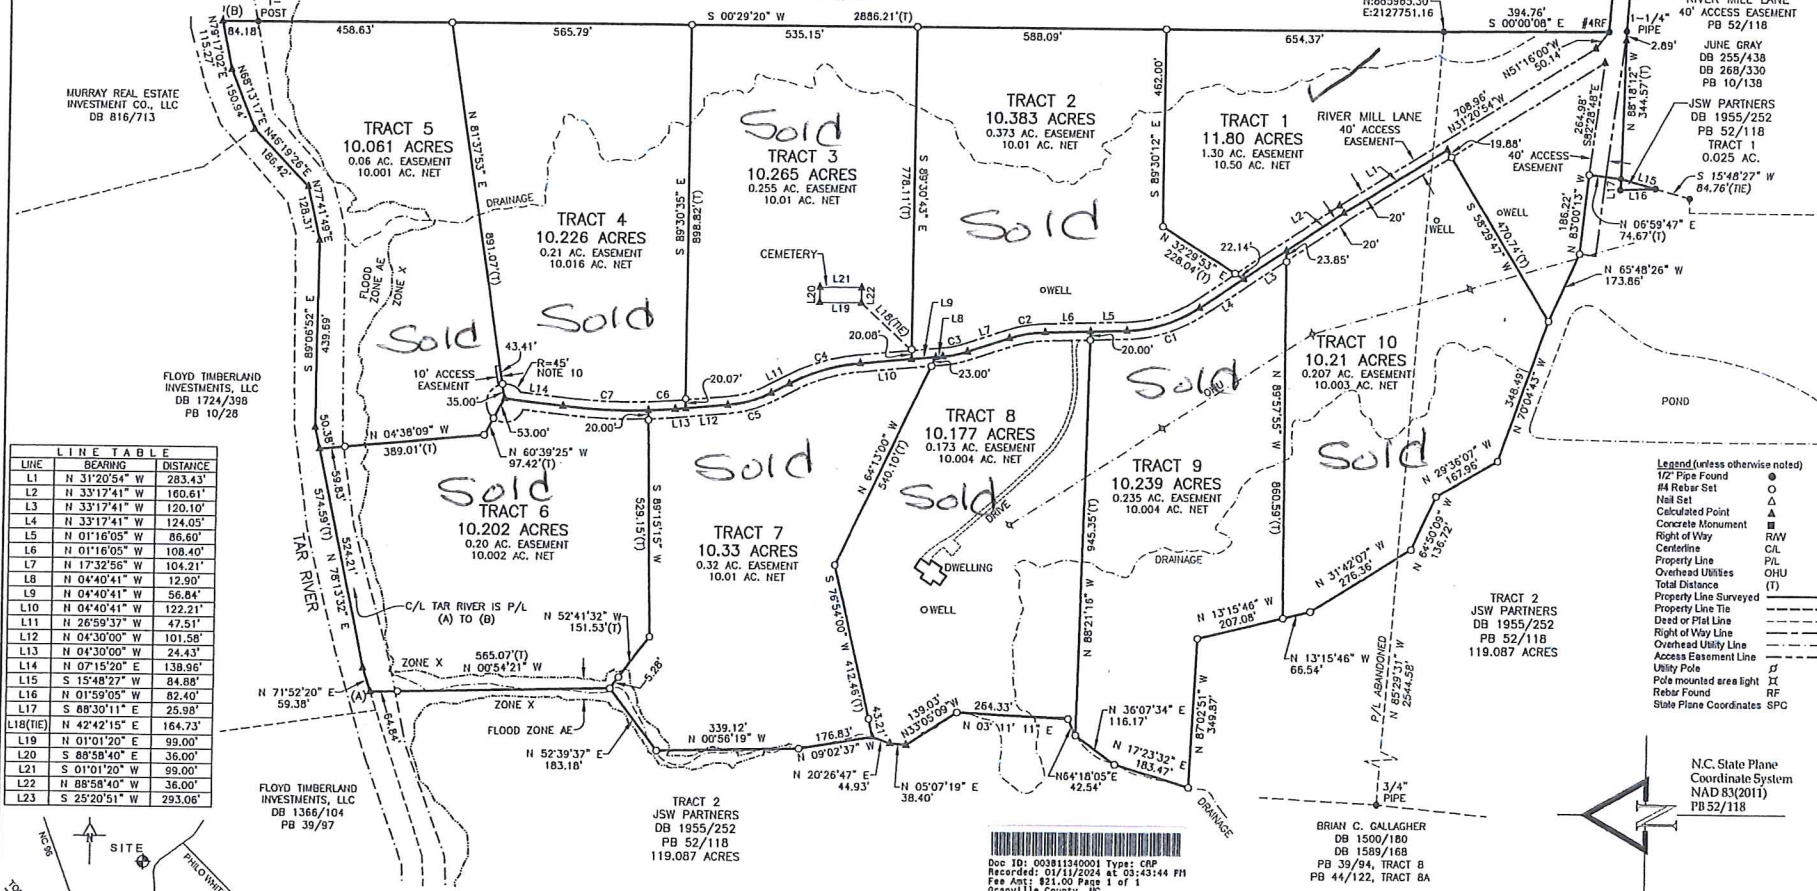 (B)
1" POST
84.18'
458.63'
565.79'
S 00°29'20" W 2886.21'(T)
535.15'
588.09'
654.37'
E:2127751.16
394.76'
S 00°00'08" E
#4RF
RIVER MILL LANE
40' ACCESS EASEMENT
PB 52/118
1-1/4" PIPE
2.89'
JUNE GRAY
DB 255/438
DB 268/330
PB 10/138
JSW PARTNERS
DB 1955/252
PB 52/118
TRACT 1
0.025 AC.
S 15°48'27" W
84.76'(TIE)
N79°17'02"E
115.27'
N68°13'17"E
150.94'
N46°19'26"E
186.42'
N77°41'49"E
128.31'
S 89°06'52" E
439.69'
50.38'
MURRAY REAL ESTATE
INVESTMENT CO., LLC
DB 816/713
FLOYD TIMBERLAND
INVESTMENTS, LLC
DB 1724/398
PB 10/28
TRACT 5
10.061 ACRES
0.06 AC. EASEMENT
10.001 AC. NET
Sold
N 81°37'53" E
891.07'(T)
DRAINAGE
FLOOD ZONE AE
ZONE X
TRACT 4
10.226 ACRES
0.21 AC. EASEMENT
10.016 AC. NET
Sold
S 89°30'35" E
898.82'(T)
Sold
TRACT 3
10.265 ACRES
0.255 AC. EASEMENT
10.01 AC. NET
CEMETERY
L21
L20
L22
L19
L18(TIE)
S 89°30'43" E
778.11'(T)
TRACT 2
10.383 ACRES
0.373 AC. EASEMENT
10.01 AC. NET
Sold
WELL
462.00'
S 89°30'12" E
N 32°29'53" E
228.04'(T)
22.14'
TRACT 1
11.80 ACRES
1.30 AC. EASEMENT
10.50 AC. NET
RIVER MILL LANE
40' ACCESS
EASEMENT
N51°16'00"W
50.14'
708.96'
N31°20'54"W
264.98'
S82°28'48"E
N 88°18'12" W
344.57'(T)
19.88'
40' ACCESS
EASEMENT
L15
L16
L17
N 06°59'47" E
74.67'(T)
186.22'
N 83°00'13" W
N 65°48'26" W
173.86'
WELL
WELL
S 58°29'47" W
470.74'(T)
L1
L2
20'
20'
23.85'
L3
L4
C1
L5
L6
C2
L7
C3
L8
L9
20.08'
23.00'
20.00'
L10
C4
L11
C5
20.07'
L12
L13
C6
20.00'
C7
L14
43.41'
R=45'
NOTE 10
10' ACCESS
EASEMENT
35.00'
53.00'
N 04°38'09" W
389.01'(T)
N 60°39'25" W
97.42'(T)
Sold
TRACT 6
10.202 ACRES
0.20 AC. EASEMENT
10.002 AC. NET
S 89°15'15" W
529.15'(T)
Sold
TRACT 7
10.33 ACRES
0.32 AC. EASEMENT
10.01 AC. NET
N 64°13'00" W
540.10'(T)
TRACT 8
10.177 ACRES
0.173 AC. EASEMENT
10.004 AC. NET
Sold
DRIVE
DWELLING
WELL
OHU
Sold
TRACT 9
10.239 ACRES
0.235 AC. EASEMENT
10.004 AC. NET
945.35'(T)
N 88°21'16" W
DRAINAGE
TRACT 10
10.21 ACRES
0.207 AC. EASEMENT
10.003 AC. NET
Sold
N 89°57'55" W
860.59'(T)
348.49'
N 70°04'43" W
POND
N 29°36'07" W
167.96'
N 64°50'09" W
136.72'
N 31°42'07" W
276.36'
N 13°15'46" W
207.08'
N 13°15'46" W
66.54'
N 87°02'51" W
349.87'
P/L ABANDONED
N 85°29'31" W
2544.58'
3/4"
PIPE
TRACT 2
JSW PARTNERS
DB 1955/252
PB 52/118
119.087 ACRES
59.83'
574.59'(T)
524.21'
N 78°13'32" E
TAR RIVER
C/L TAR RIVER IS P/L
(A) TO (B)
N 52°41'32" W
151.53'(T)
ZONE X
565.07'(T)
N 00°54'21" W
5.28'
N 71°52'20" E
59.38'
(A)
64.84'
ZONE X
FLOOD ZONE AE
N 52°39'37" E
183.18'
339.12'
N 00°56'19" W
176.83'
N 09°02'37" W
S 76°54'00" W
412.46'(T)
43.21'
N 20°26'47" E
44.93'
N 05°07'19" E
38.40'
139.03'
N33°05'09"W
264.33'
N 03°11'11" E
N64°18'05"E
42.54'
N 36°07'34" E
116.17'
N 17°23'32" E
183.47'
DRAINAGE
LINE TABLE
LINE BEARING DISTANCE
L1 N 31°20'54" W 283.43'
L2 N 33°17'41" W 160.61'
L3 N 33°17'41" W 120.10'
L4 N 33°17'41" W 124.05'
L5 N 01°16'05" W 86.60'
L6 N 01°16'05" W 108.40'
L7 N 17°32'56" W 104.21'
L8 N 04°40'41" W 12.90'
L9 N 04°40'41" W 56.84'
L10 N 04°40'41" W 122.21'
L11 N 26°59'37" W 47.51'
L12 N 04°30'00" W 101.58'
L13 N 04°30'00" W 24.43'
L14 N 07°15'20" E 138.96'
L15 S 15°48'27" W 84.88'
L16 N 01°59'05" W 82.40'
L17 S 88°30'11" E 25.98'
L18(TIE) N 42°42'15" E 164.73'
L19 N 01°01'20" E 99.00'
L20 S 88°58'40" E 36.00'
L21 S 01°01'20" W 99.00'
L22 N 88°58'40" W 36.00'
L23 S 25°20'51" W 293.06'
Legend (unless otherwise noted)
1/2" Pipe Found
#4 Rebar Set
Nail Set
Calculated Point
Concrete Monument
Right of Way R/W
Centerline C/L
Property Line P/L
Overhead Utilities OHU
Total Distance (T)
Property Line Surveyed
Property Line Tie
Deed or Plat Line
Right of Way Line
Overhead Utility Line
Access Easement Line
Utility Pole
Pole mounted area light
Rebar Found RF
State Plane Coordinates SPC
NC 96
N
SITE
FLOYD TIMBERLAND
INVESTMENTS, LLC
DB 1366/104
PB 39/97
TRACT 2
JSW PARTNERS
DB 1955/252
PB 52/118
119.087 ACRES
Doc ID: 003811340001 Type: CRP
Recorded: 01/11/2024 at 03:43:44 PM
Fee Amt: $21.00 Page 1 of 1
Granville County, NC
BRIAN C. GALLAGHER
DB 1500/180
DB 1589/168
PB 39/94, TRACT 8
PB 44/122, TRACT 8A
N
N.C. State Plane
Coordinate System
NAD 83(2011)
PB 52/118